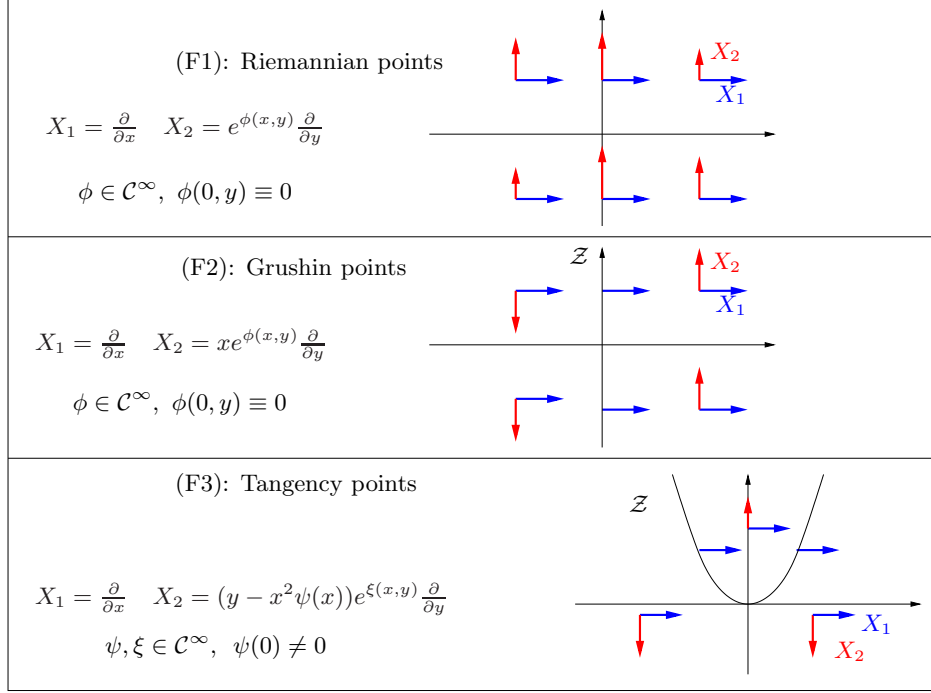 (F1): Riemannian points
X₂
X₁
X₁ = ∂/∂x   X₂ = e^{ϕ(x,y)} ∂/∂y
ϕ ∈ 𝒞^∞, ϕ(0, y) ≡ 0
(F2): Grushin points
𝒵
X₂
X₁
X₁ = ∂/∂x   X₂ = xe^{ϕ(x,y)} ∂/∂y
ϕ ∈ 𝒞^∞, ϕ(0, y) ≡ 0
(F3): Tangency points
𝒵
X₁ = ∂/∂x   X₂ = (y − x²ψ(x))e^{ξ(x,y)} ∂/∂y
X₁
ψ, ξ ∈ 𝒞^∞, ψ(0) ≠ 0
X₂